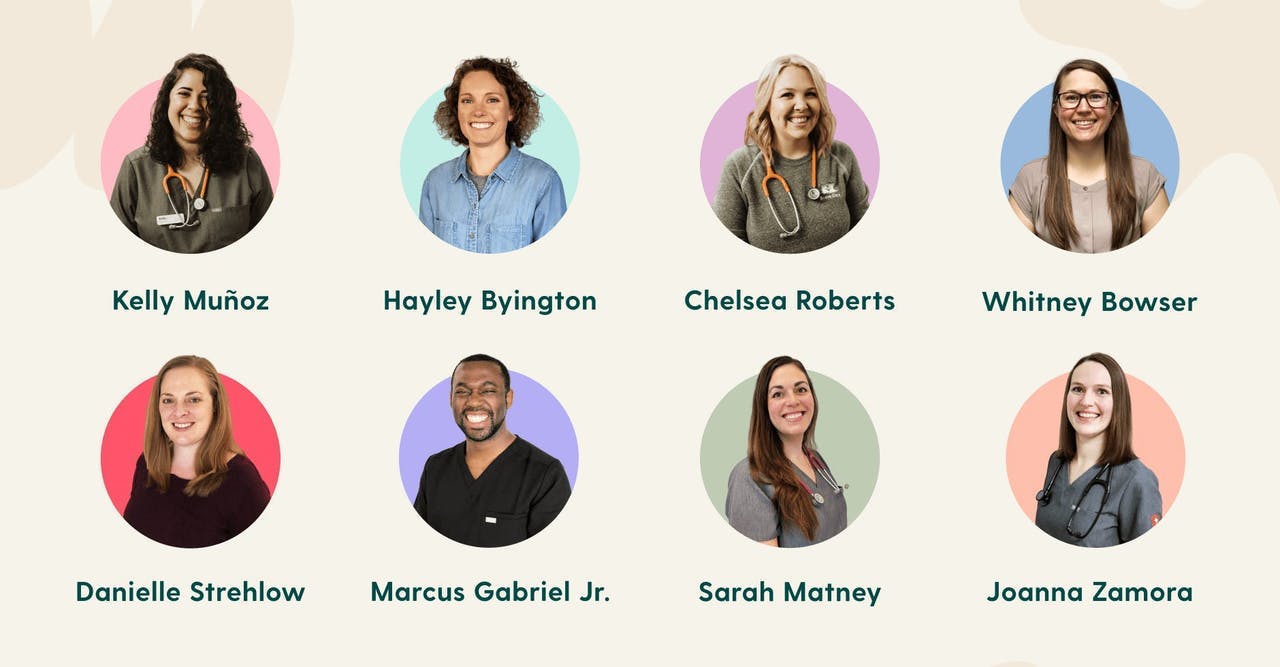 Kelly Muñoz
Hayley Byington
Chelsea Roberts
Whitney Bowser
Danielle Strehlow
Marcus Gabriel Jr.
Sarah Matney
Joanna Zamora